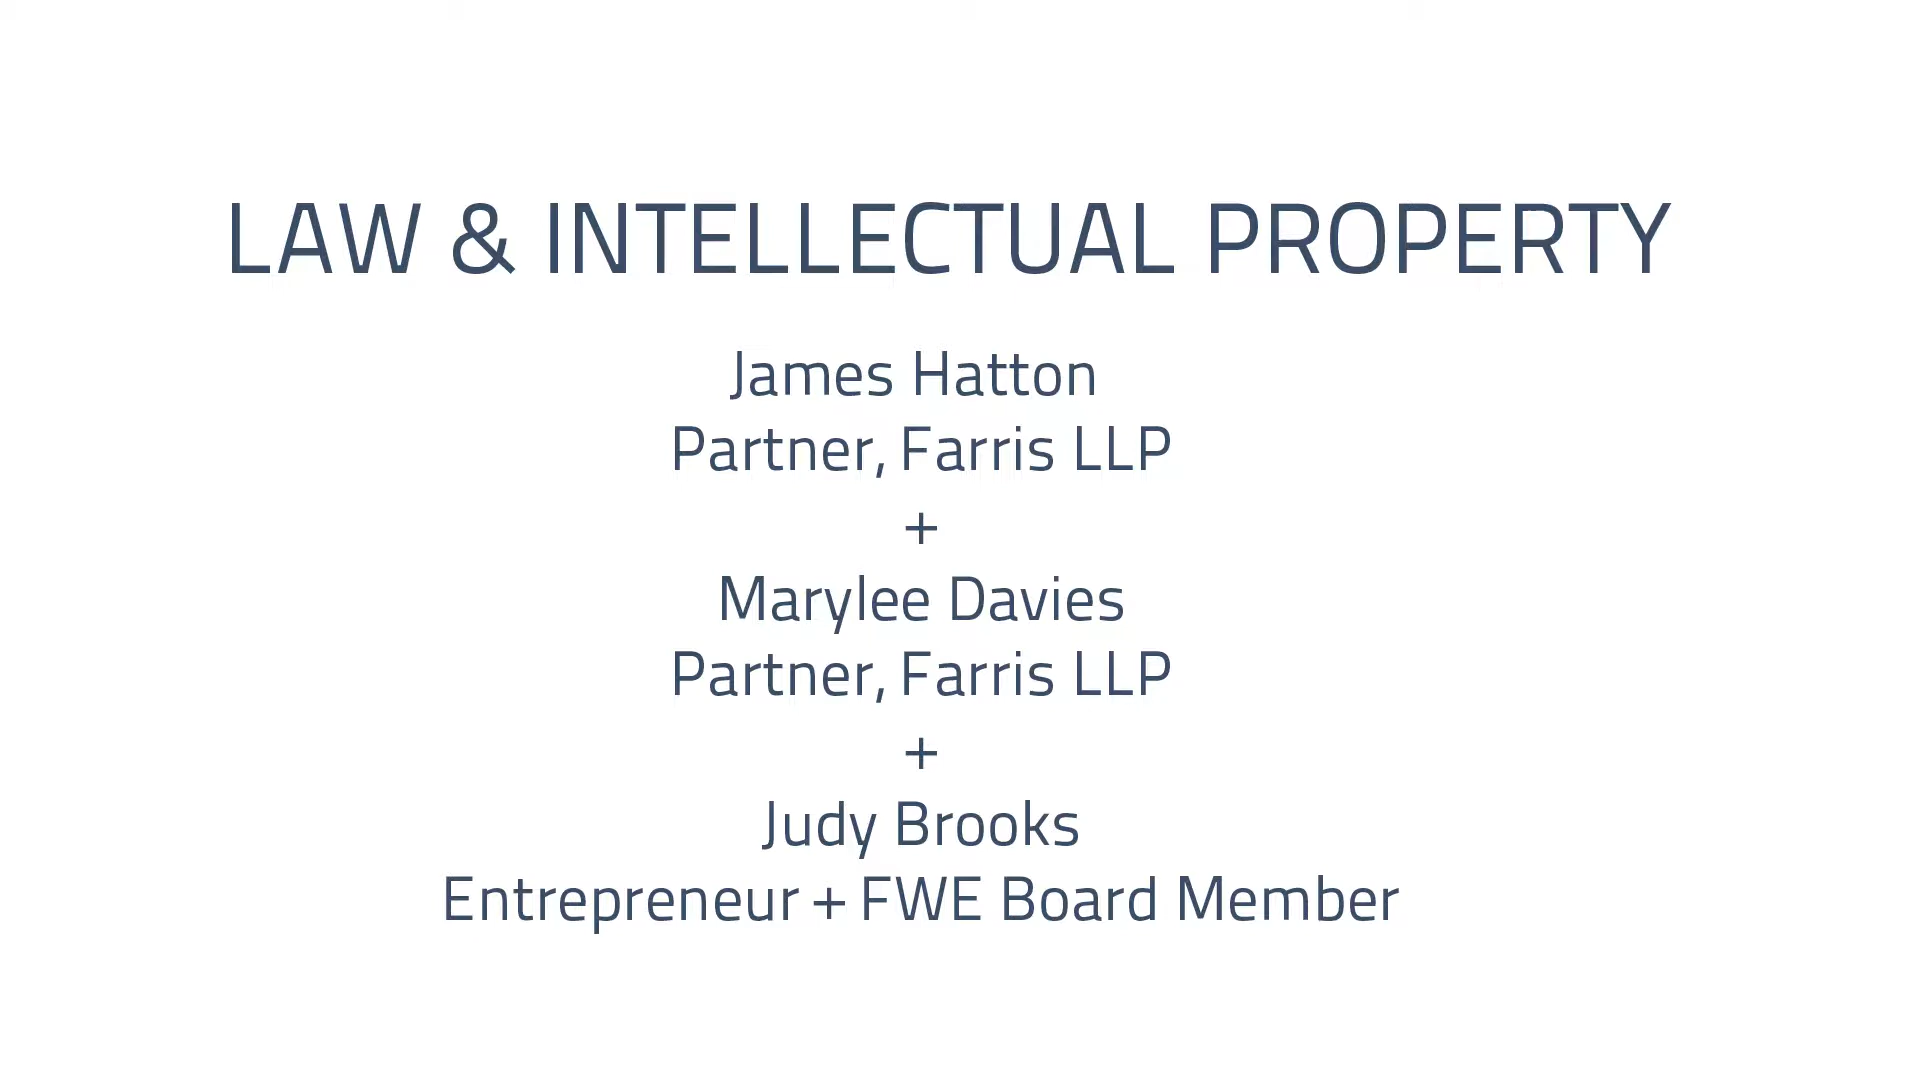 LAW & INTELLECTUAL PROPERTY
James Hatton
Partner, Farris LLP
+
Marylee Davies
Partner, Farris LLP
+
Judy Brooks
Entrepreneur + FWE Board Member